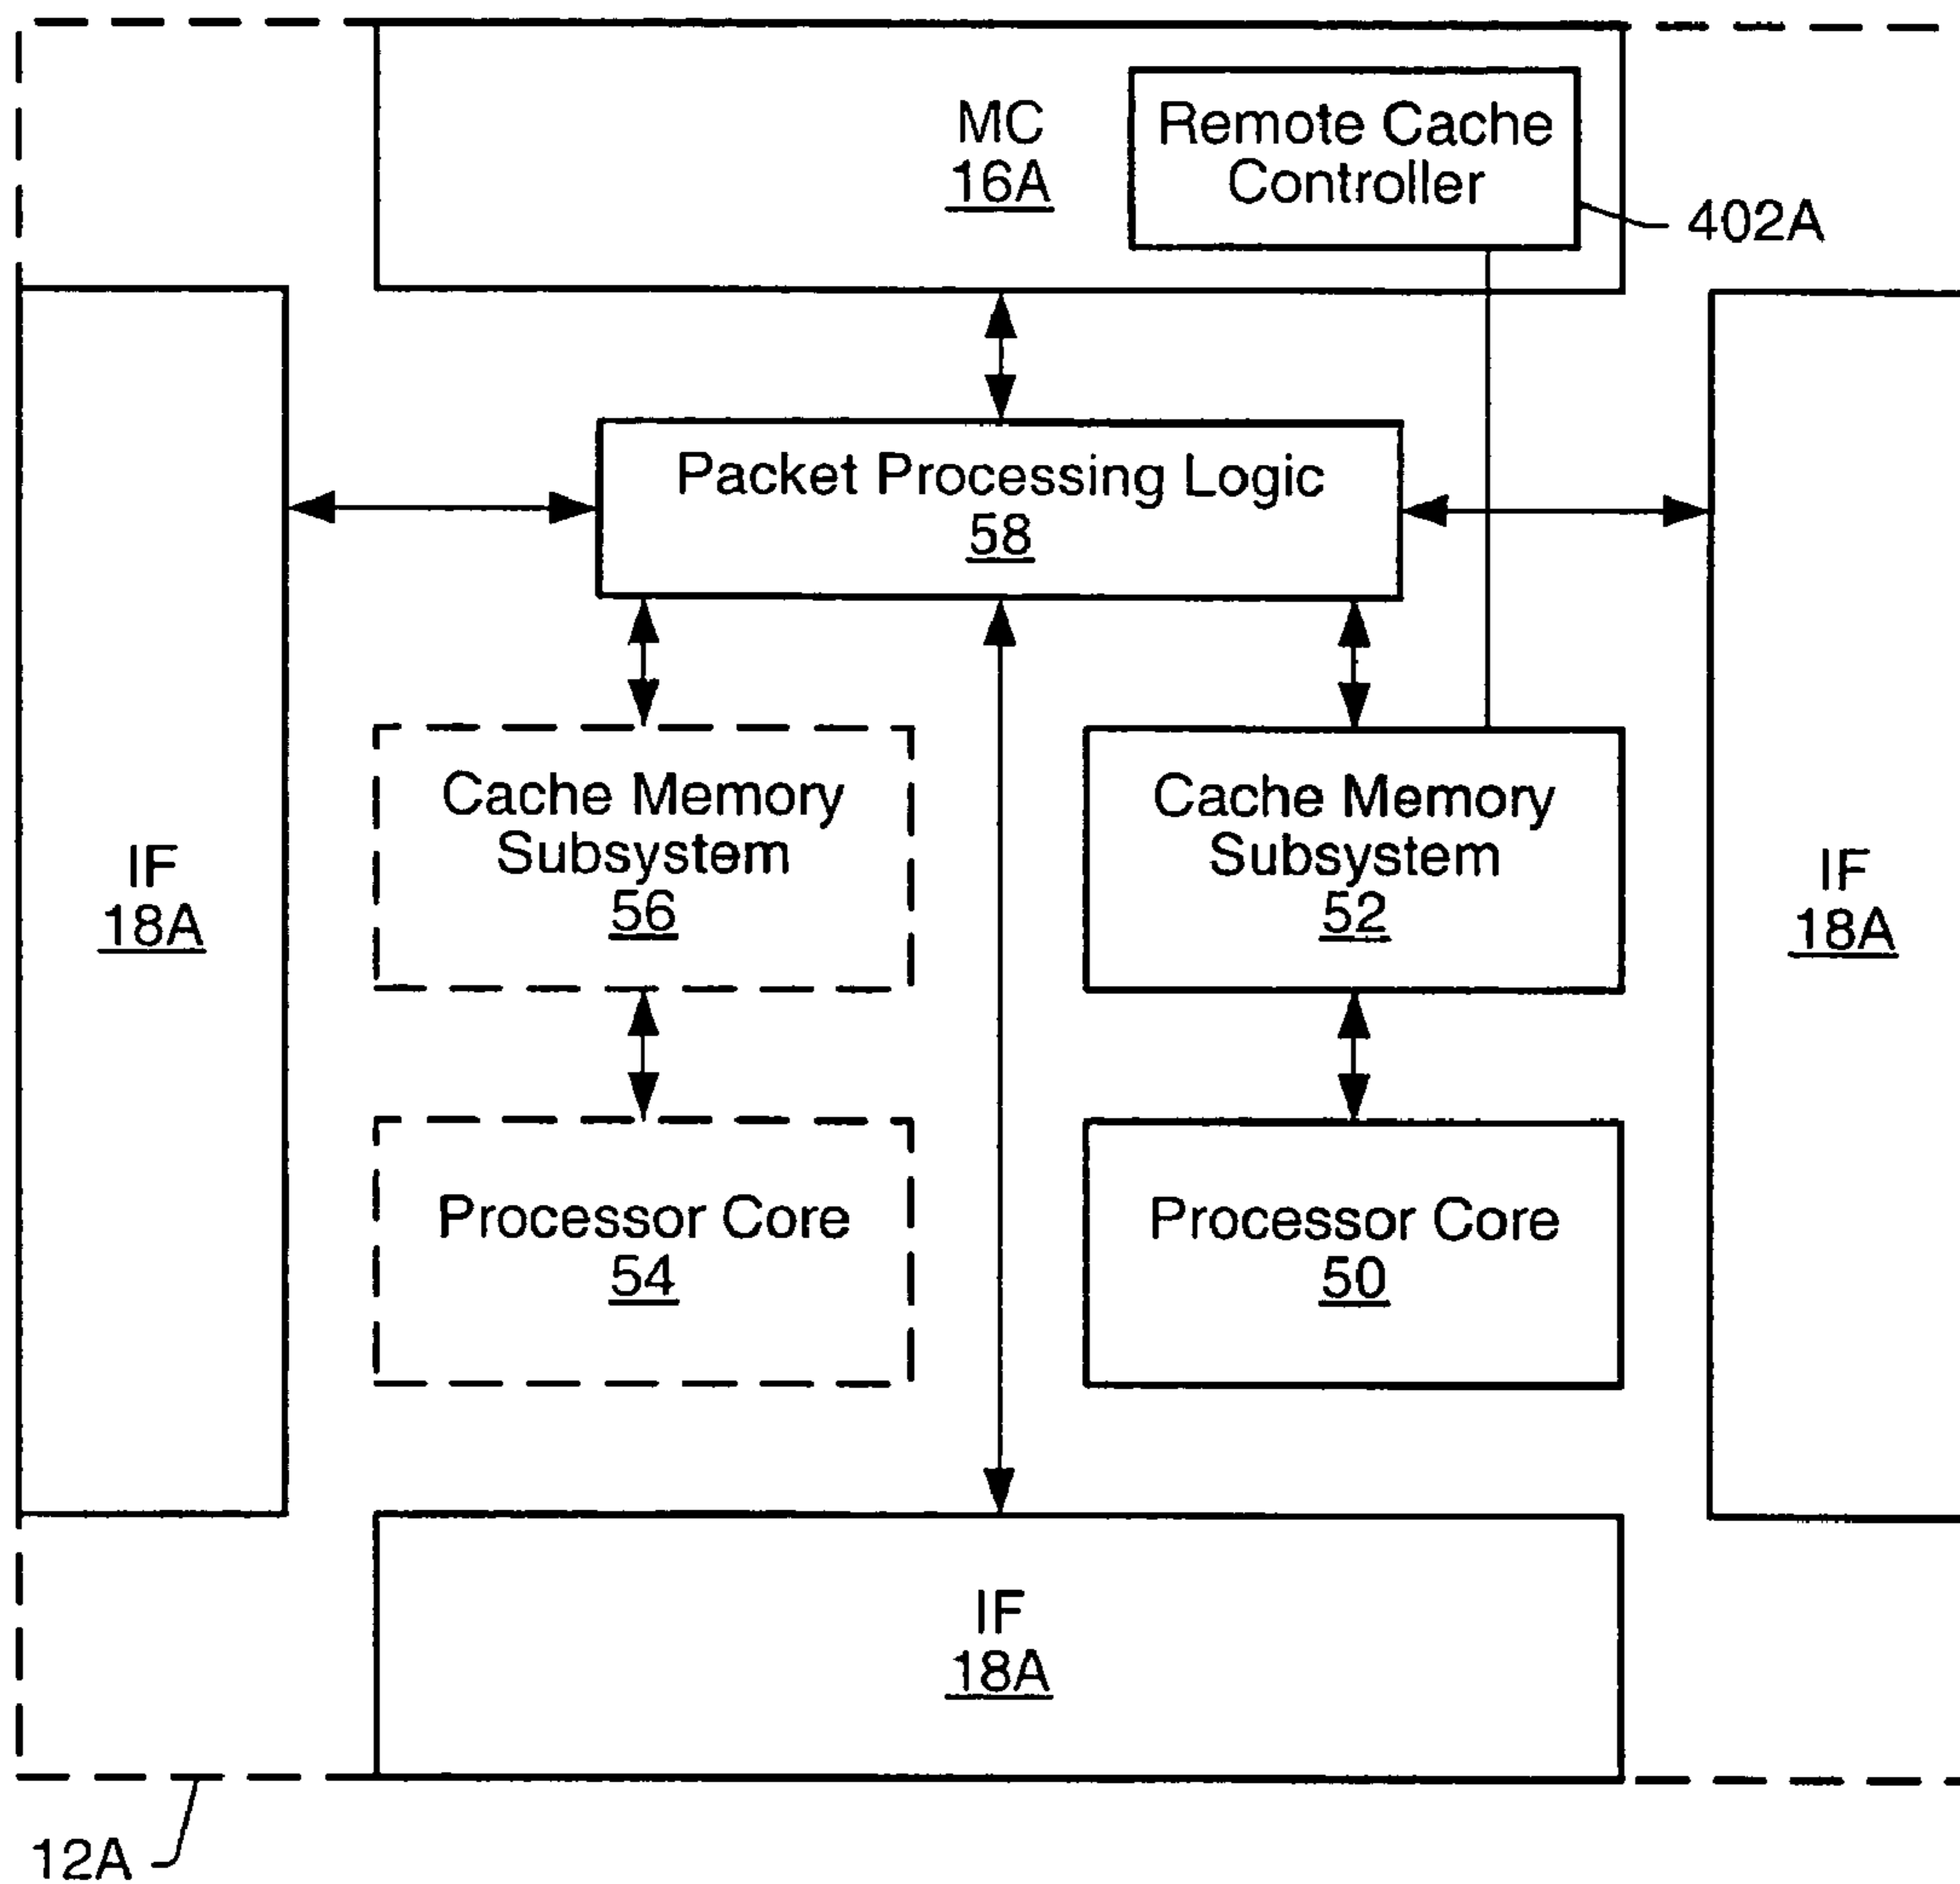 MC
16A
Remote Cache
Controller
402A
Packet Processing Logic
58
IF
18A
Cache Memory
Subsystem
56
Cache Memory
Subsystem
52
IF
18A
Processor Core
54
Processor Core
50
IF
18A
12A